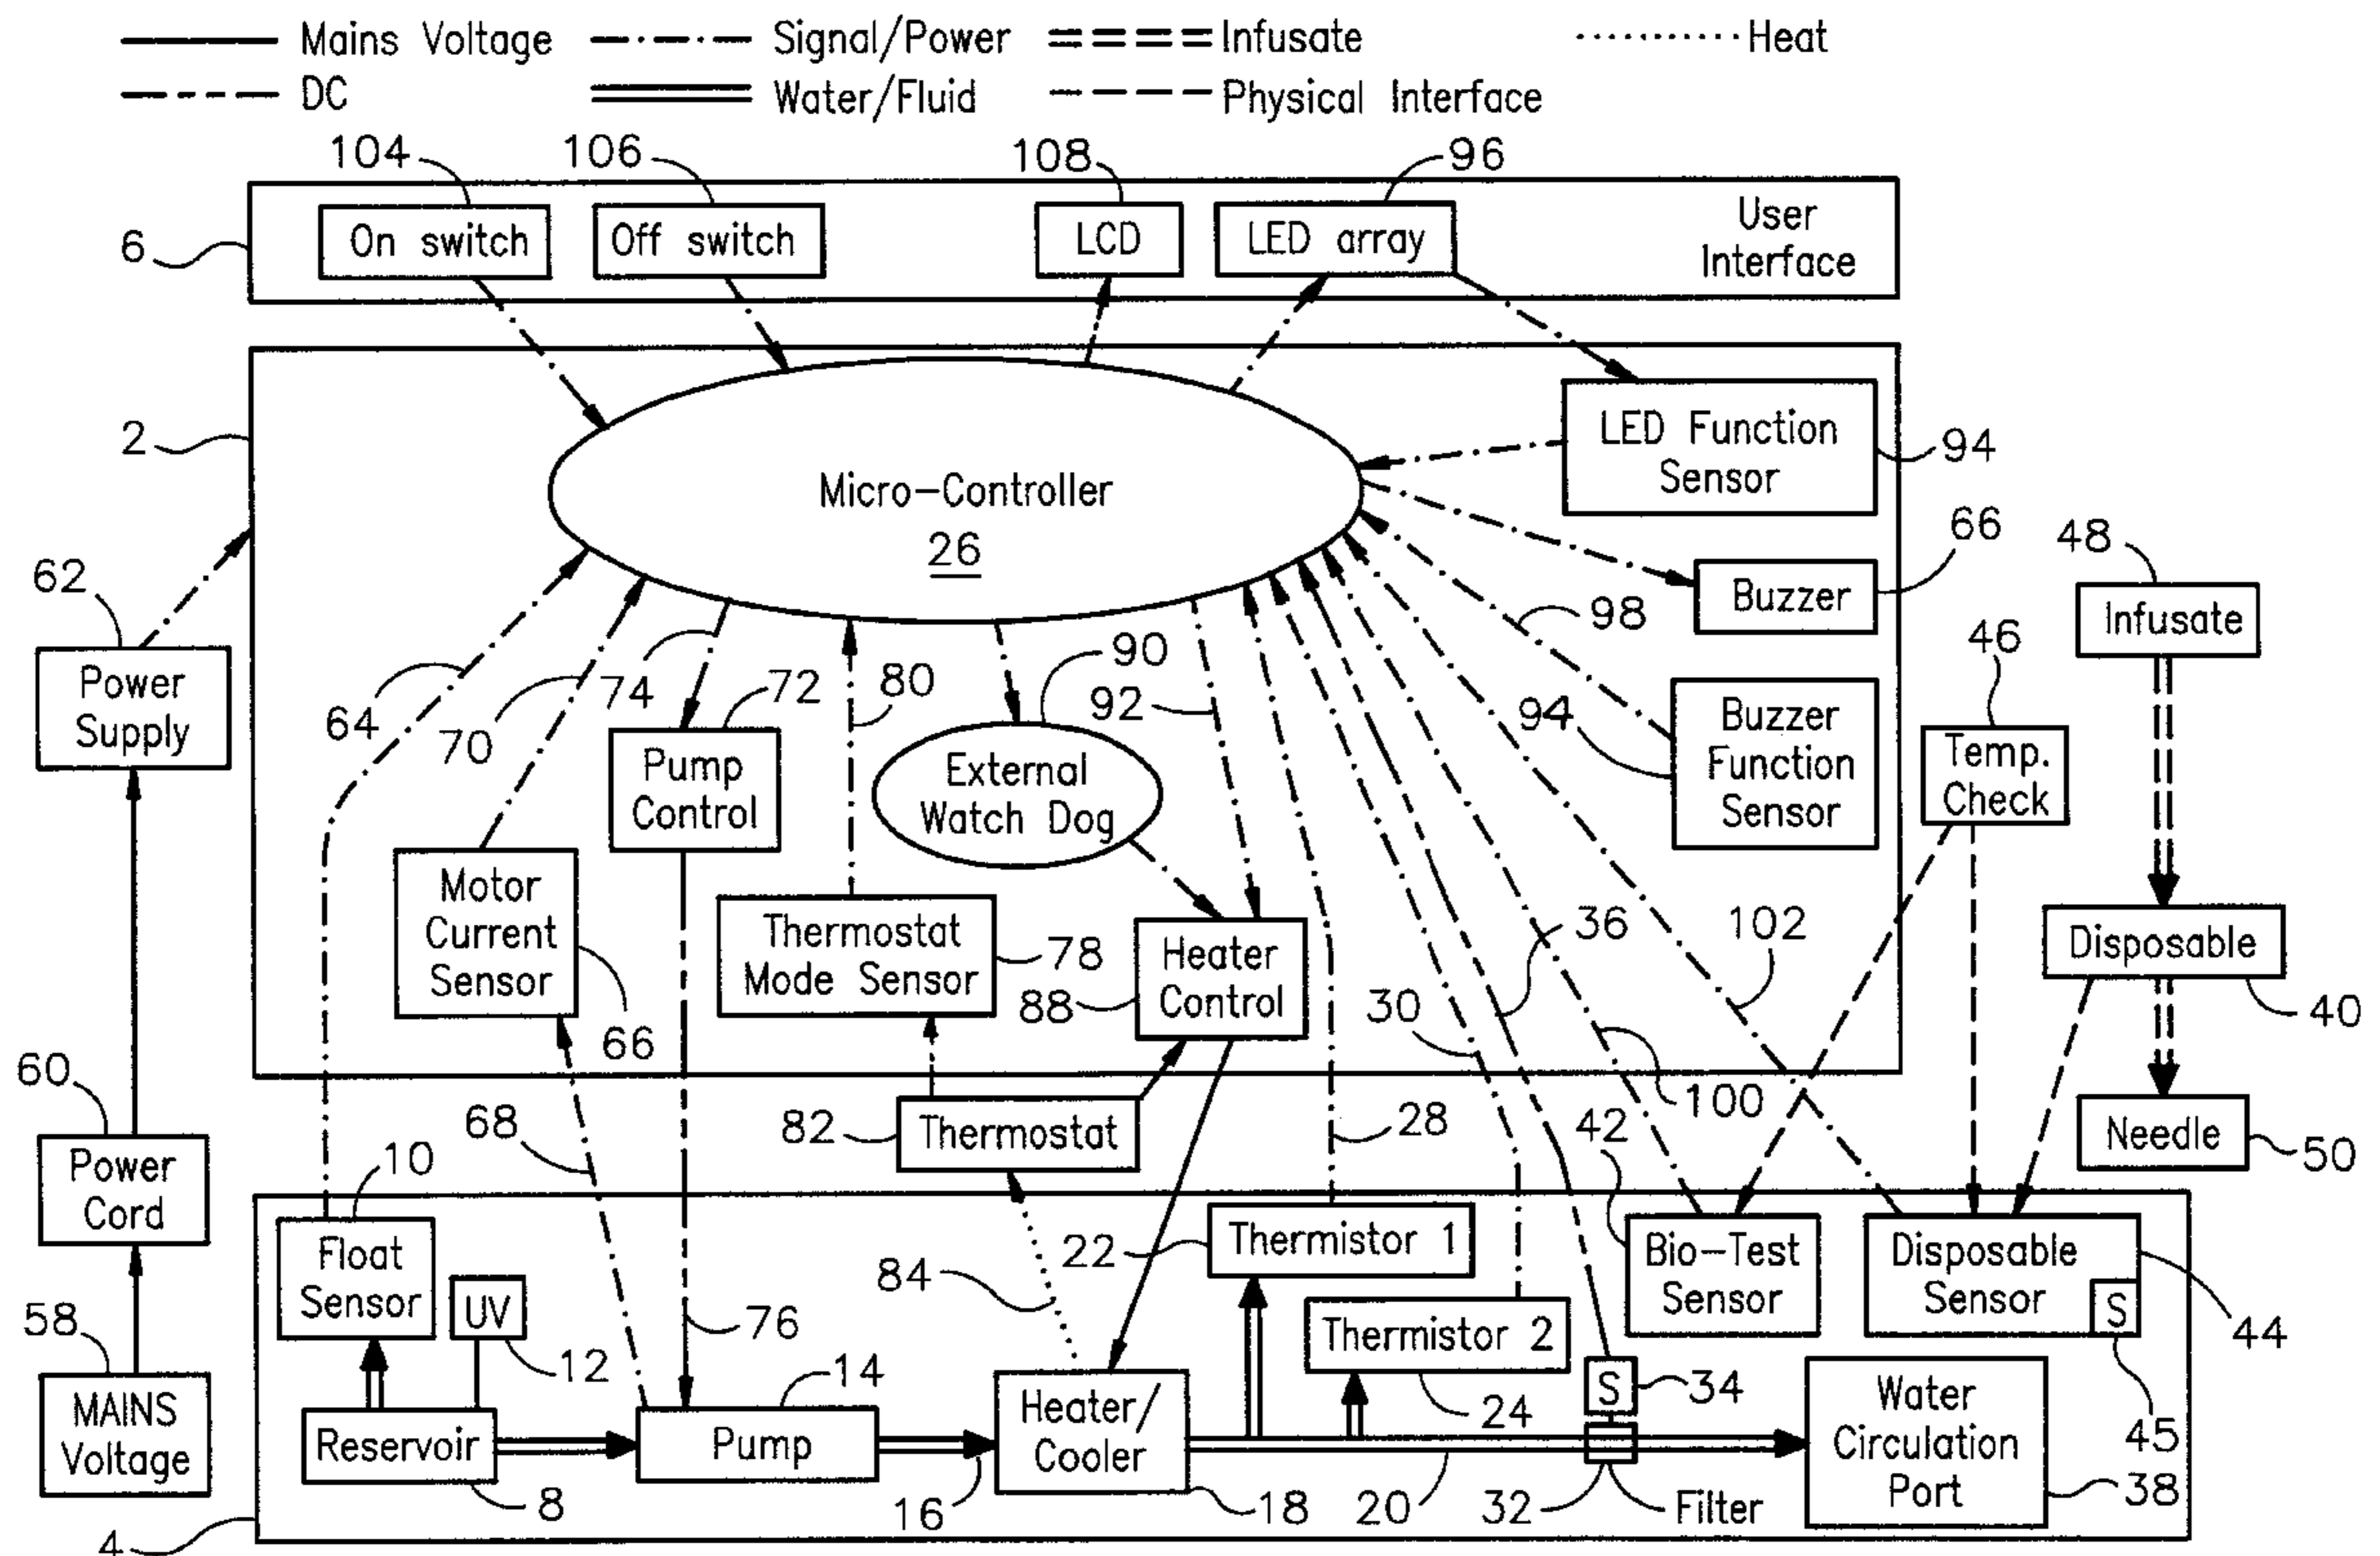 Mains Voltage
Signal/Power
Infusate
Heat
DC
Water/Fluid
Physical Interface
104
106
108
96
6
On switch
Off switch
LCD
LED array
User
Interface
2
Micro-Controller
26
LED Function
Sensor
94
66
Buzzer
48
Infusate
62
Power
Supply
64
70
74
72
80
90
92
98
46
Pump
Control
External
Watch Dog
94
Buzzer
Function
Sensor
Temp.
Check
Motor
Current
Sensor
66
Thermostat
Mode Sensor
78
88
Heater
Control
30
36
102
Disposable
40
60
Power
Cord
68
82
Thermostat
28
100
42
Needle
50
10
Float
Sensor
UV
12
76
84
22
Thermistor 1
Thermistor 2
24
Bio-Test
Sensor
Disposable
Sensor
S
44
58
MAINS
Voltage
14
Reservoir
8
Pump
16
Heater/
Cooler
18
20
S
34
32
Filter
Water
Circulation
Port
45
38
4